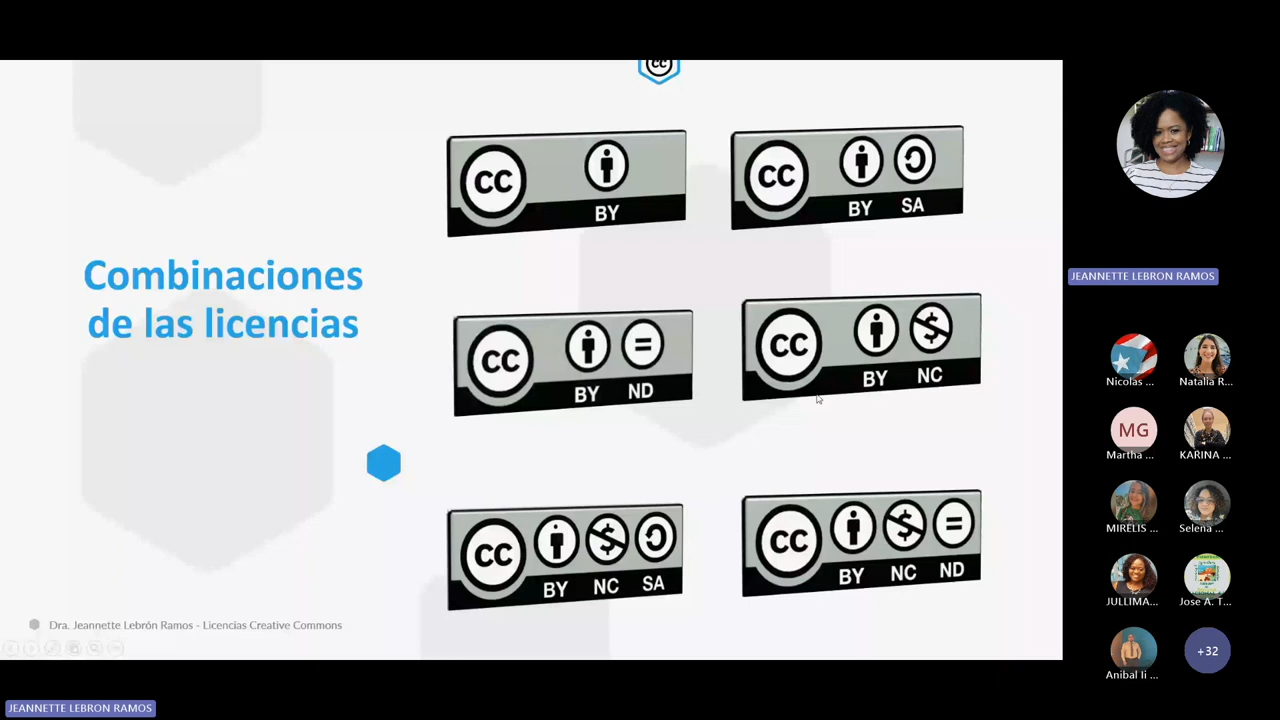 cc
cc
BY
cc
BY SA
Combinaciones
de las licencias
cc
BY ND
cc
BY NC
cc
BY NC SA
cc
BY NC ND
Dra. Jeannette Lebrón Ramos - Licencias Creative Commons
JEANNETTE LEBRON RAMOS
JEANNETTE LEBRON RAMOS
Nicolas ...
Natalia R...
MG
Martha ...
KARINA ...
MIRELIS ...
Selena ...
JULLIMA...
Jose A. T...
Anibal Ii ...
+32